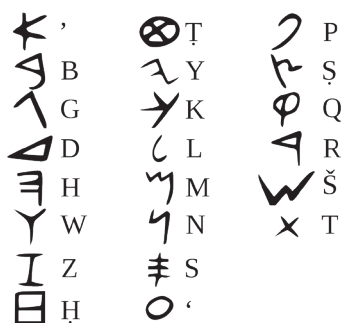 𐤀 ʼ
𐤁 B
𐤂 G
𐤃 D
𐤄 H
𐤅 W
𐤆 Z
𐤇 Ḥ
𐤈 Ṭ
𐤉 Y
𐤊 K
𐤋 L
𐤌 M
𐤍 N
𐤎 S
𐤏 ʻ
𐤐 P
𐤑 Ṣ
𐤒 Q
𐤓 R
𐤔 Š
𐤕 T